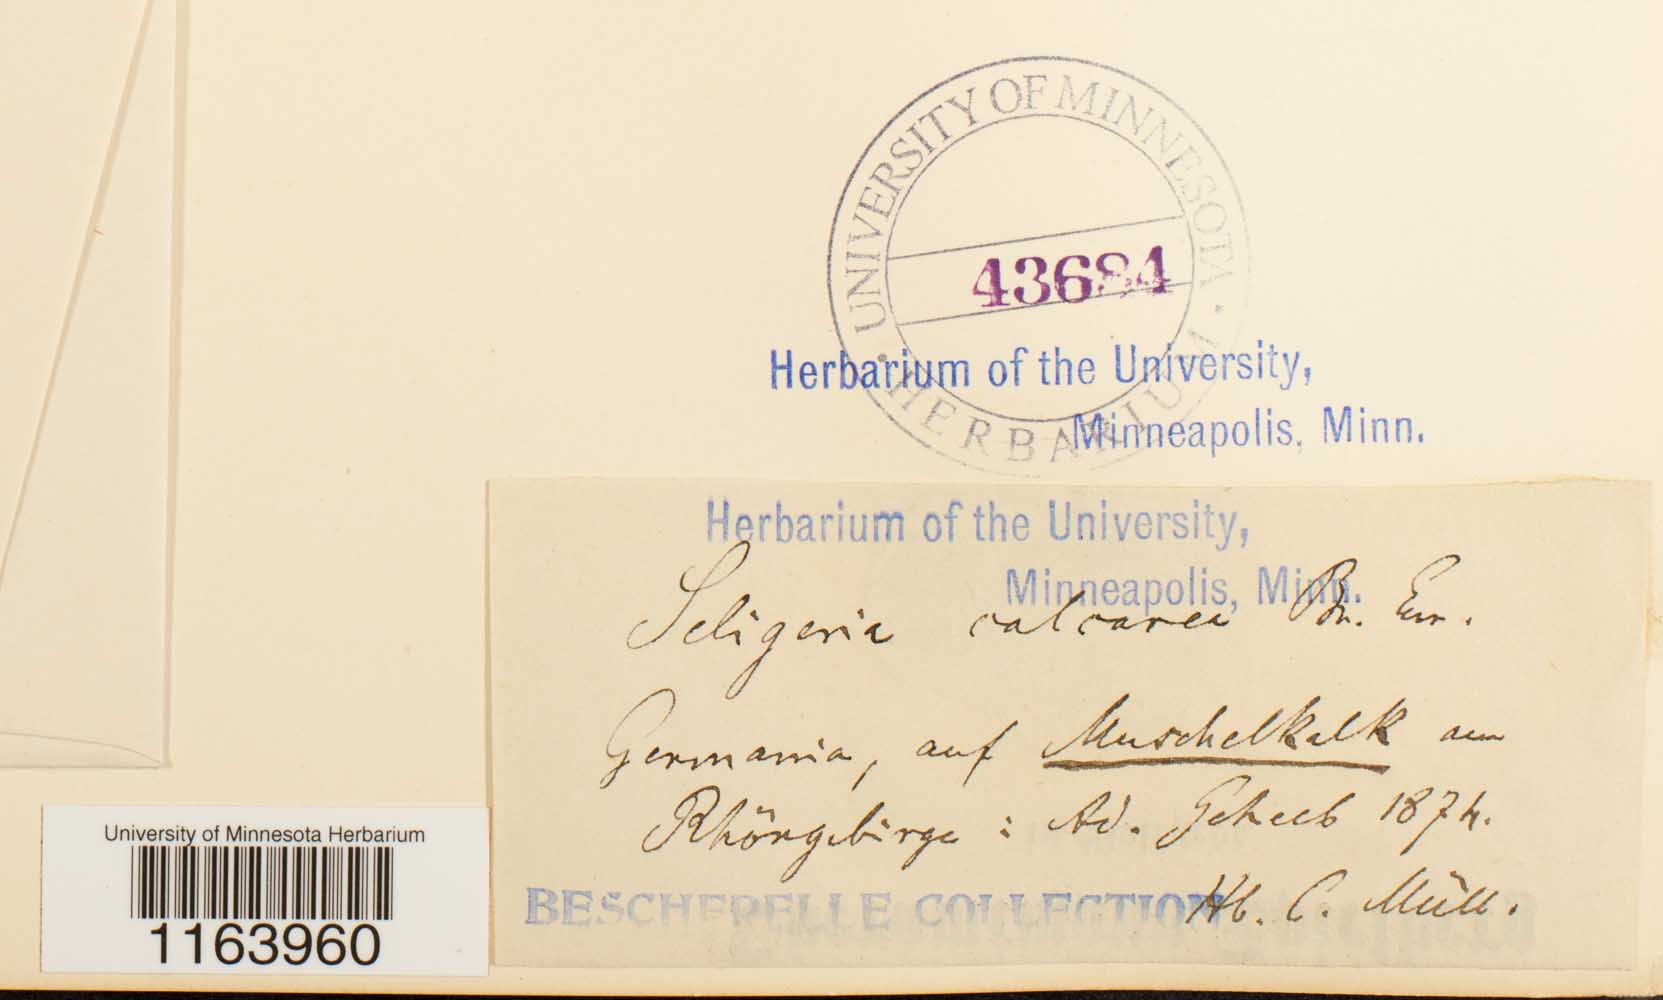 UNIVERSITY OF MINNESOTA
43684
HERBARIUM
Herbarium of the University,
Minneapolis, Minn.
Herbarium of the University,
Minneapolis, Minn.
Seligeria calcarea Br. Eur.
Germania, auf Muschelkalk am
Rhöngebirge : Ad. Geheeb 1874.
BESCHERELLE COLLECTION
Hb. C. Müll.
University of Minnesota Herbarium
1163960